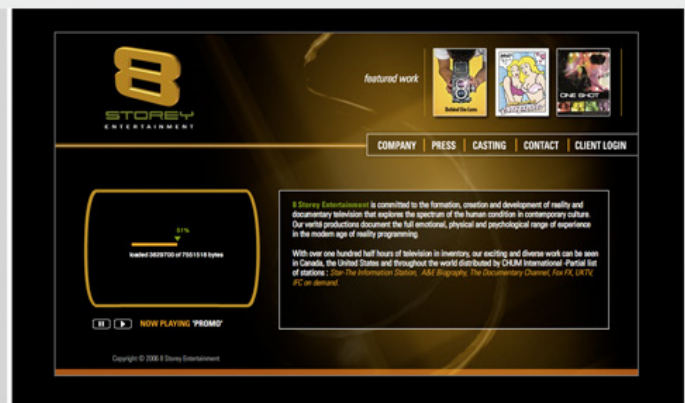 8
STOREY
ENTERTAINMENT
featured work
Behind The Lens
ONE SHOT
COMPANY | PRESS | CASTING | CONTACT | CLIENT LOGIN
51%
loaded 3829700 of 7551518 bytes
NOW PLAYING 'PROMO'
8 Storey Entertainment is committed to the formation, creation and development of reality and
documentary television that explores the spectrum of the human condition in contemporary culture.
Our verité productions document the full emotional, physical and psychological range of experience
in the modern age of reality programming.
With over one hundred half hours of television in inventory, our exciting and diverse work can be seen
in Canada, the United States and throughout the world distributed by CHUM International -Partial list
of stations : Star-The Information Station, A&E Biography, The Documentary Channel, Fox FX, UKTV,
IFC on demand.
Copyright © 2006 8 Storey Entertainment